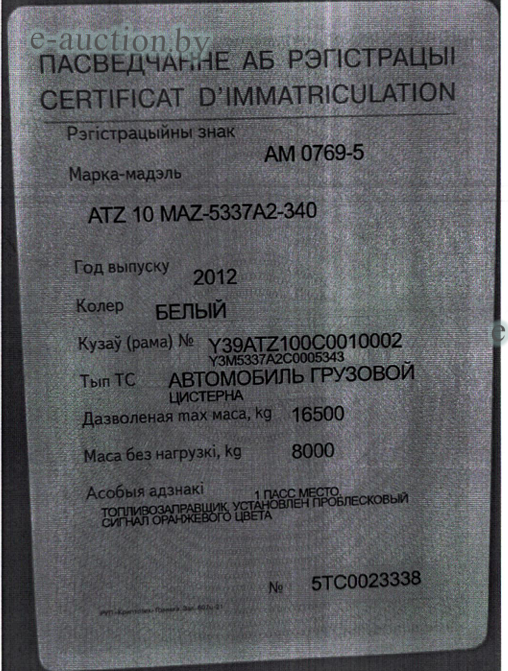 e-auction.by
ПАСВЕДЧАННЕ АБ РЭГІСТРАЦЫІ
CERTIFICAT D'IMMATRICULATION
Рэгістрацыйны знак
AM 0769-5
Марка-мадэль
ATZ 10 MAZ-5337A2-340
Год выпуску 2012
Колер БЕЛЫЙ
Кузаў (рама) № Y39ATZ100C0010002
Y3M5337A2C0005343
Тып ТС АВТОМОБИЛЬ ГРУЗОВОЙ
ЦИСТЕРНА
Дазволеная max маса, kg 16500
Маса без нагрузкі, kg 8000
Асобыя адзнакі 1 ПАСС МЕСТО,
ТОПЛИВОЗАПРАВЩИК, УСТАНОВЛЕН ПРОБЛЕСКОВЫЙ
СИГНАЛ ОРАНЖЕВОГО ЦВЕТА
№ 5TC0023338